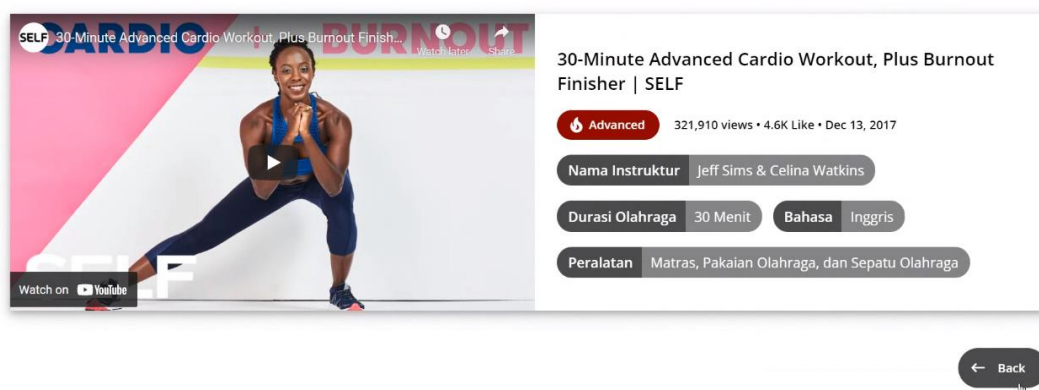 SELF 30-Minute Advanced Cardio Workout, Plus Burnout Finish...
CARDIO + BURNOUT
Watch later Share
SELF
Watch on YouTube
30-Minute Advanced Cardio Workout, Plus Burnout
Finisher | SELF
Advanced 321,910 views • 4.6K Like • Dec 13, 2017
Nama Instruktur Jeff Sims & Celina Watkins
Durasi Olahraga 30 Menit Bahasa Inggris
Peralatan Matras, Pakaian Olahraga, dan Sepatu Olahraga
← Back